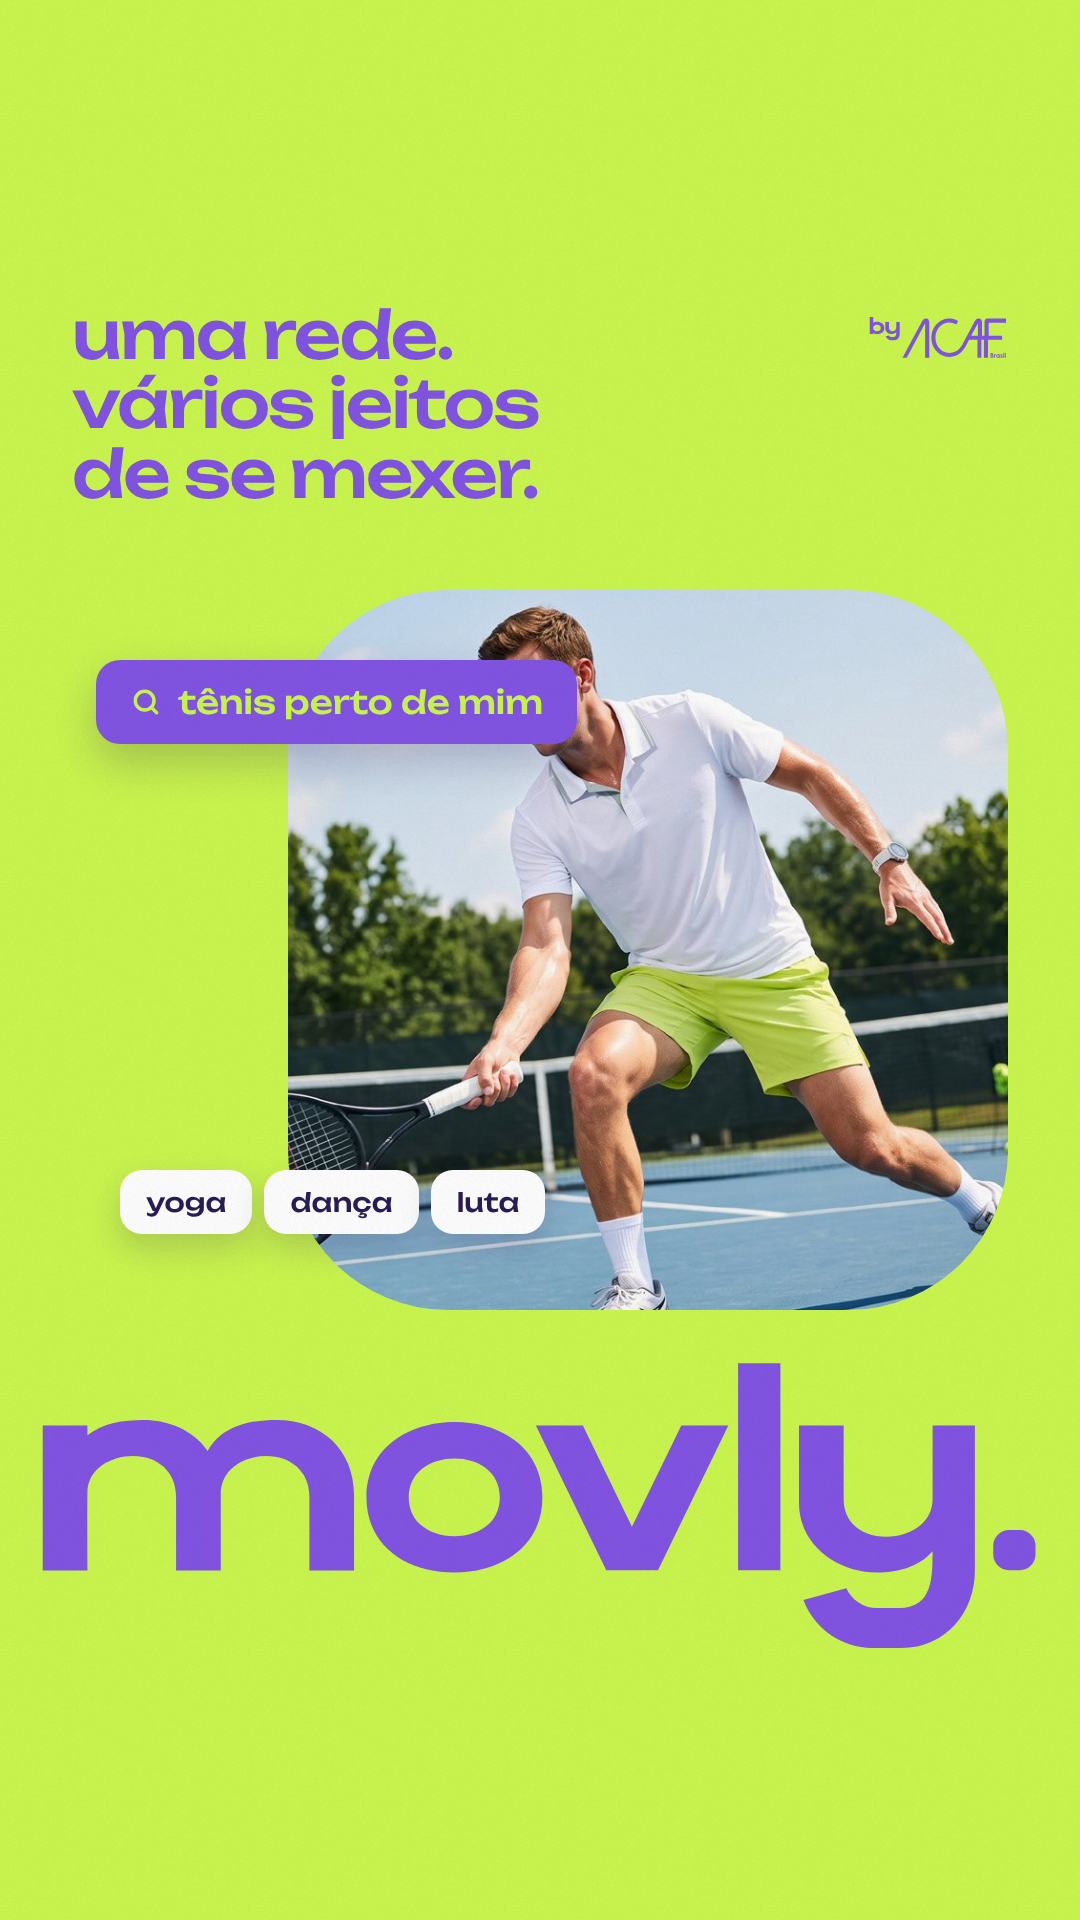 uma rede.
vários jeitos
de se mexer.
by ACAF
Brasil
tênis perto de mim
yoga
dança
luta
movly.